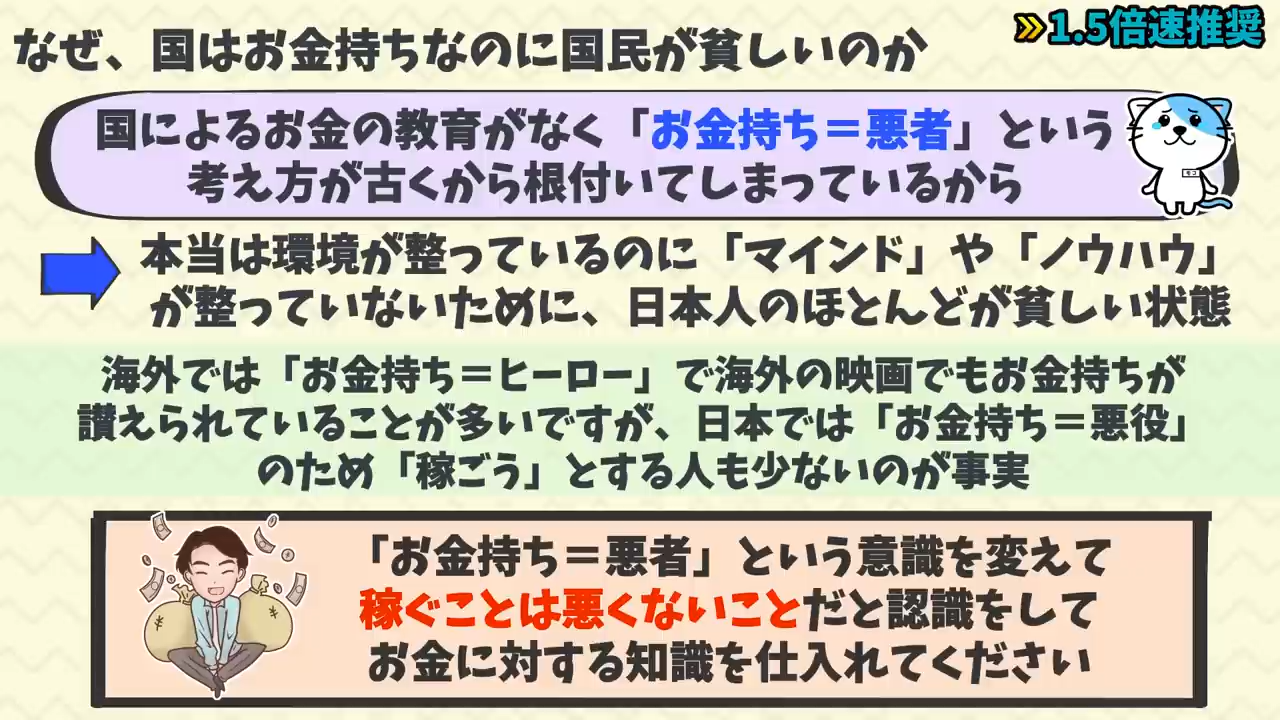 なぜ、国はお金持ちなのに国民が貧しいのか
1.5倍速推奨
国によるお金の教育がなく「お金持ち=悪者」という
考え方が古くから根付いてしまっているから
モコ
本当は環境が整っているのに「マインド」や「ノウハウ」
が整っていないために、日本人のほとんどが貧しい状態
海外では「お金持ち=ヒーロー」で海外の映画でもお金持ちが
讃えられていることが多いですが、日本では「お金持ち=悪役」
のため「稼ごう」とする人も少ないのが事実
「お金持ち=悪者」という意識を変えて
稼ぐことは悪くないことだと認識をして
お金に対する知識を仕入れてください